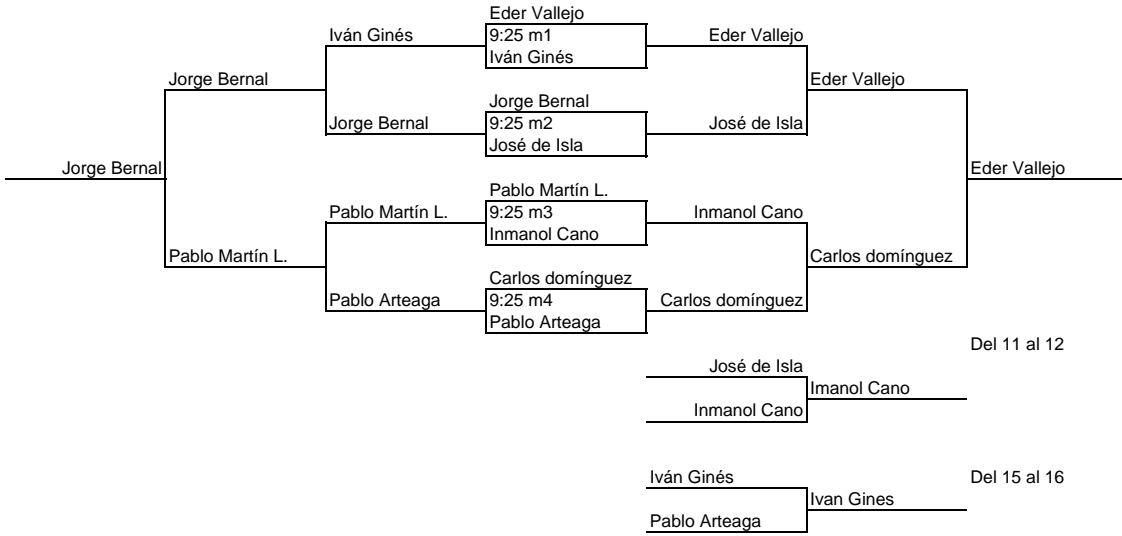 Eder Vallejo
Iván Ginés
9:25 m1
Eder Vallejo
Iván Ginés
Jorge Bernal
Eder Vallejo
Jorge Bernal
Jorge Bernal
9:25 m2
José de Isla
José de Isla
Jorge Bernal
Eder Vallejo
Pablo Martín L.
Pablo Martín L.
9:25 m3
Inmanol Cano
Inmanol Cano
Pablo Martín L.
Carlos domínguez
Carlos domínguez
Pablo Arteaga
9:25 m4
Carlos domínguez
Pablo Arteaga
Del 11 al 12
José de Isla
Imanol Cano
Inmanol Cano
Iván Ginés
Del 15 al 16
Ivan Gines
Pablo Arteaga